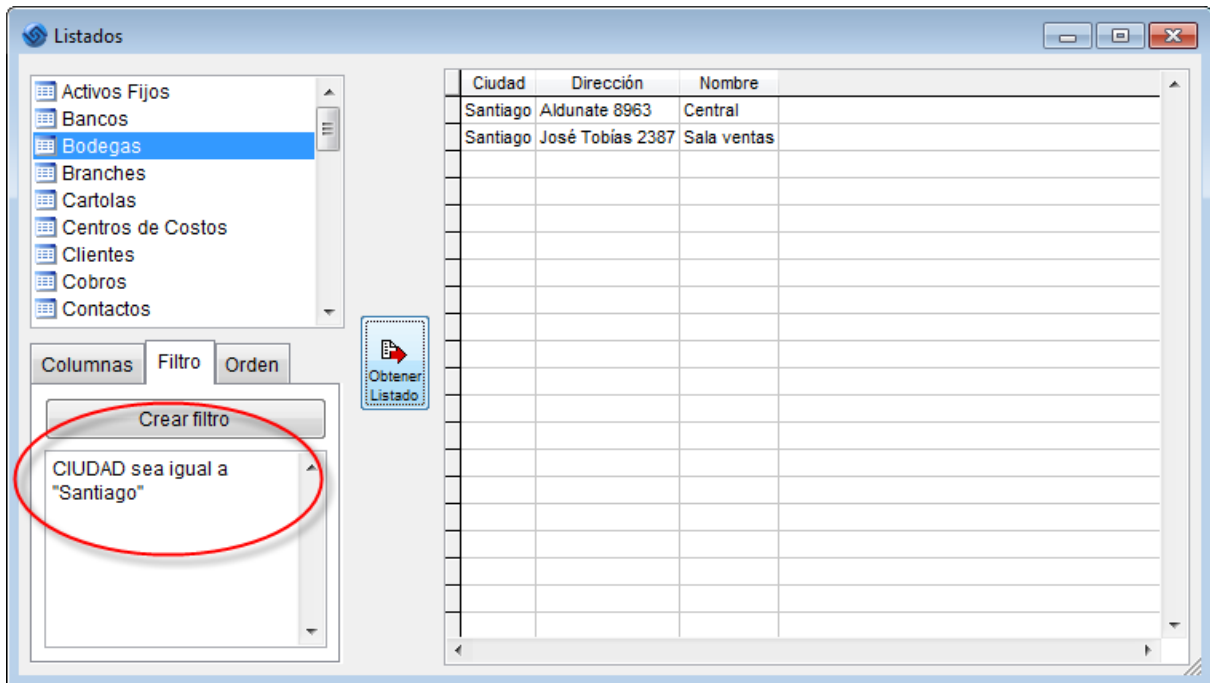 Listados
Activos Fijos
Bancos
Bodegas
Branches
Cartolas
Centros de Costos
Clientes
Cobros
Contactos
Columnas Filtro Orden
Crear filtro
CIUDAD sea igual a
"Santiago"
Obtener
Listado
Ciudad Dirección Nombre
Santiago Aldunate 8963 Central
Santiago José Tobías 2387 Sala ventas